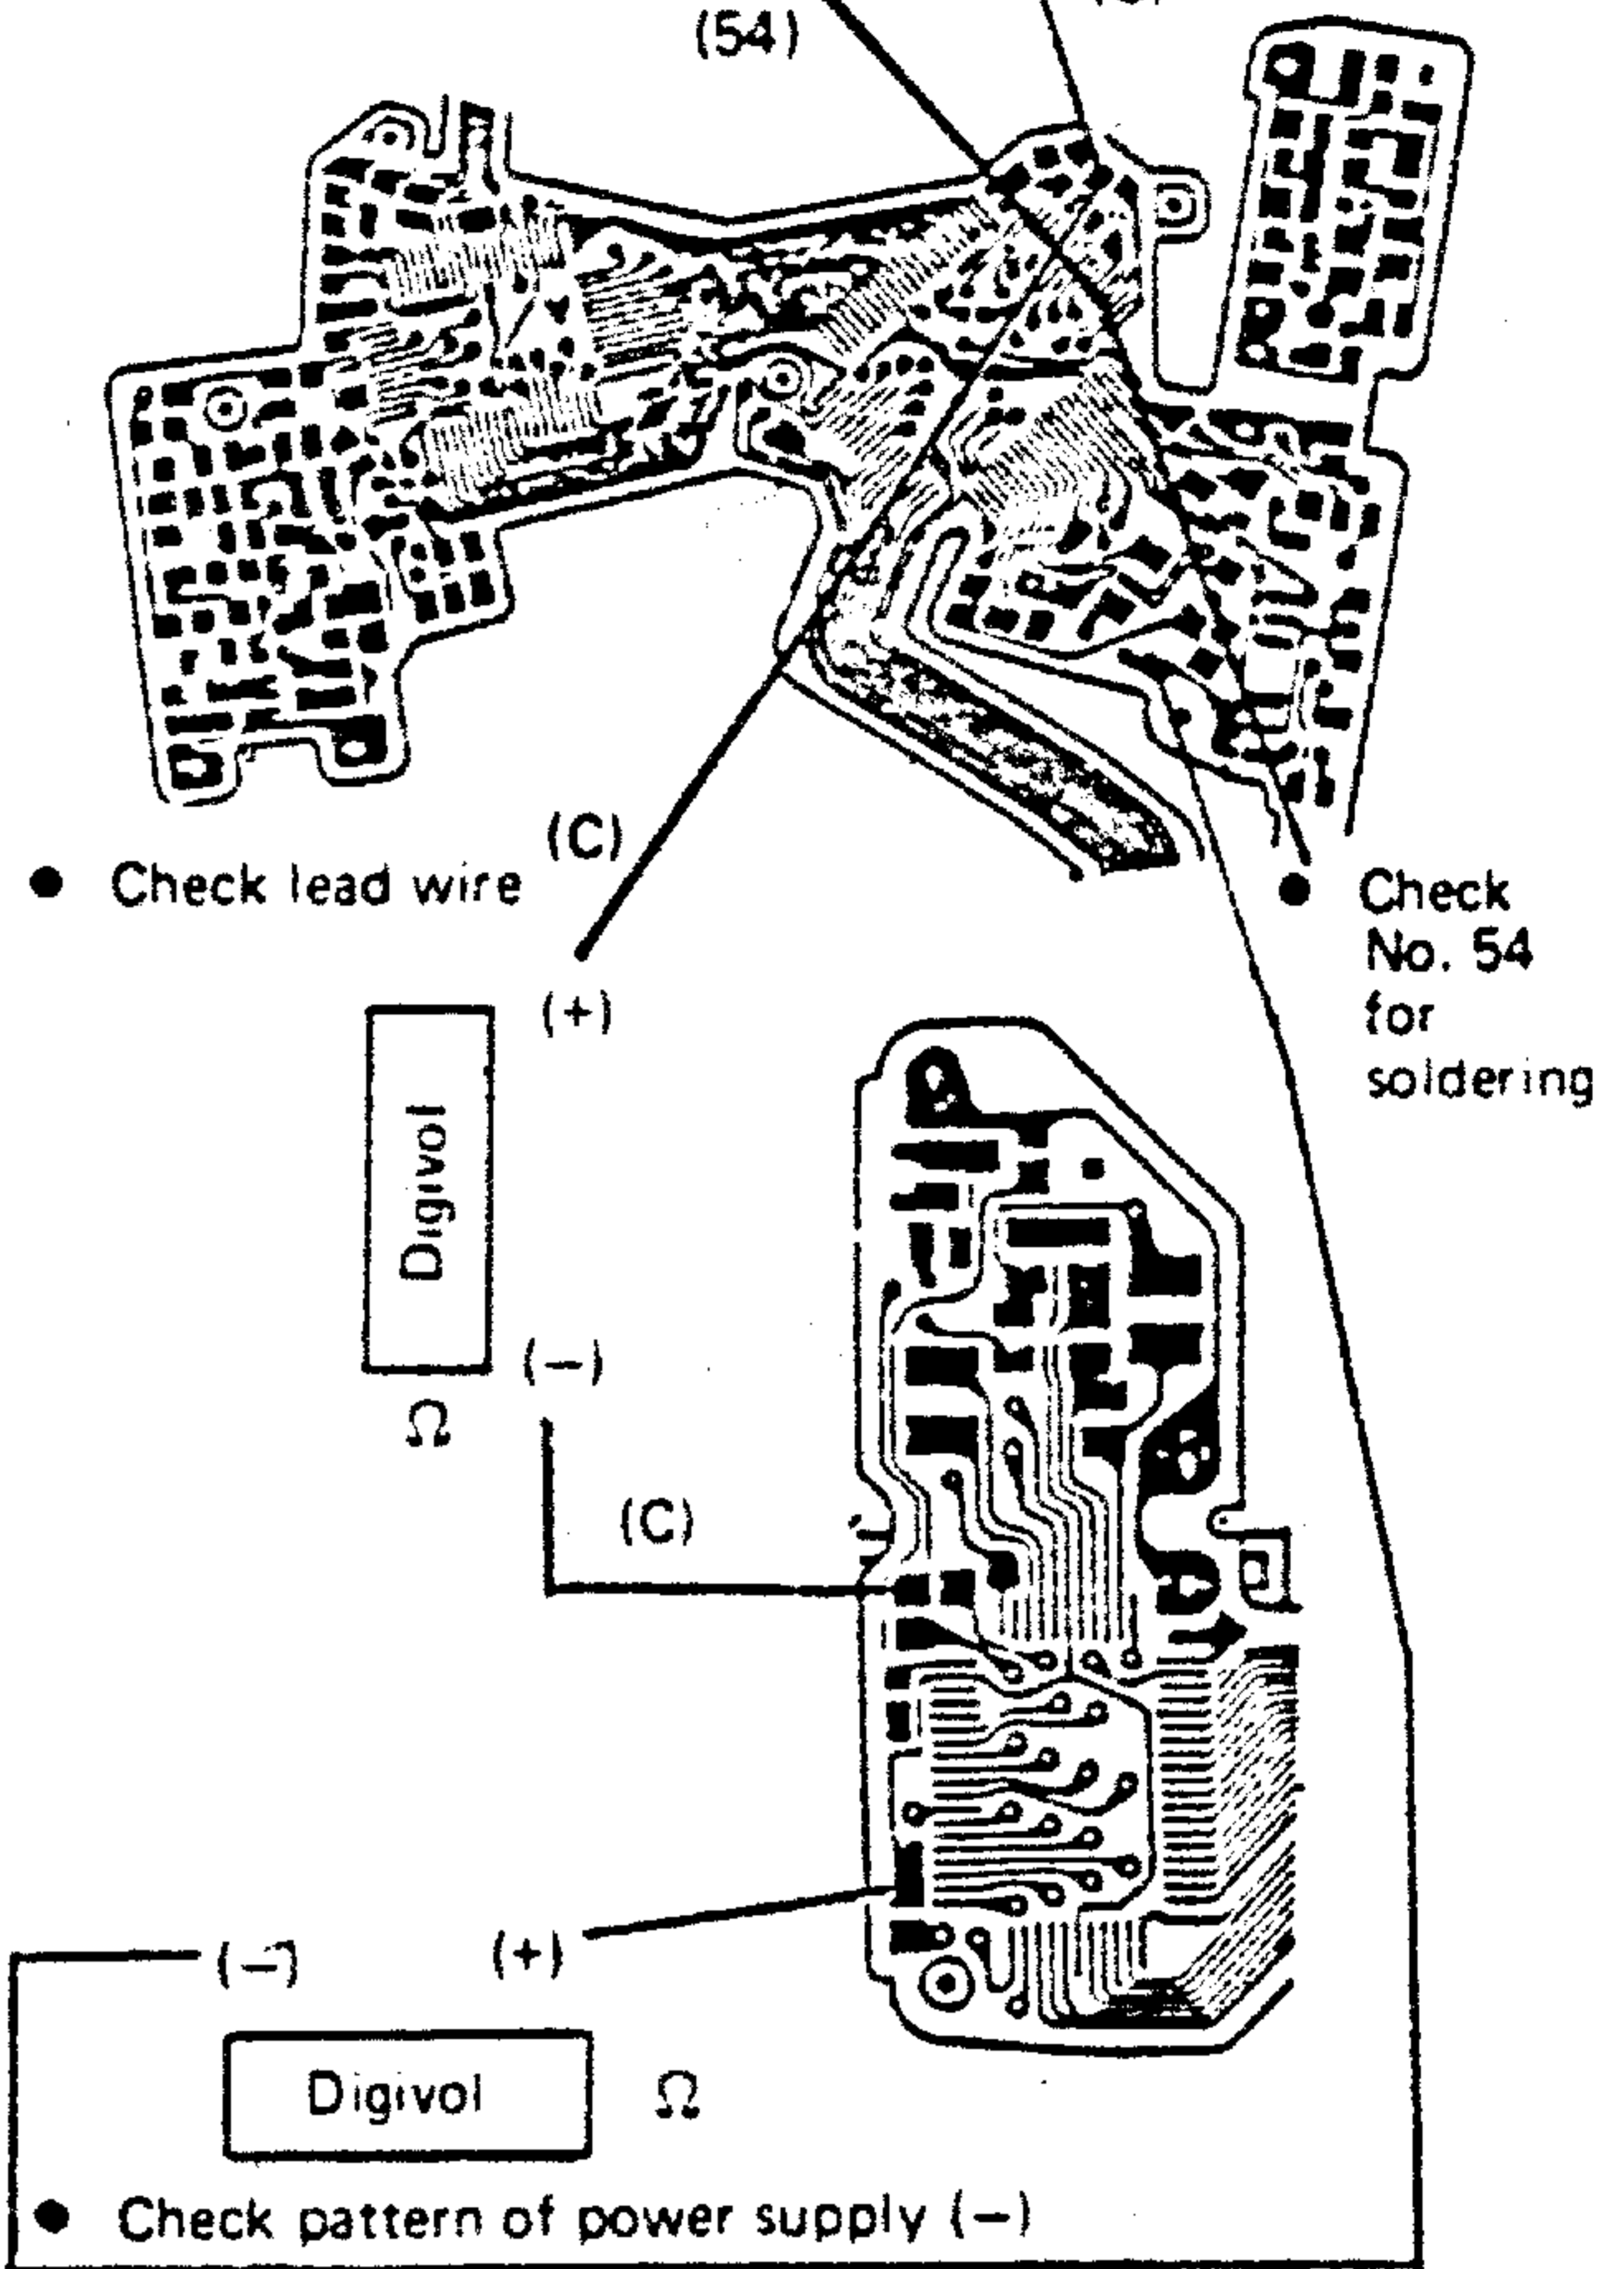 (54)
(C)
● Check lead wire
● Check
No. 54
for
soldering
(+)
Digivol
(−)
Ω
(C)
(−)
(+)
Digivol
Ω
● Check pattern of power supply (−)